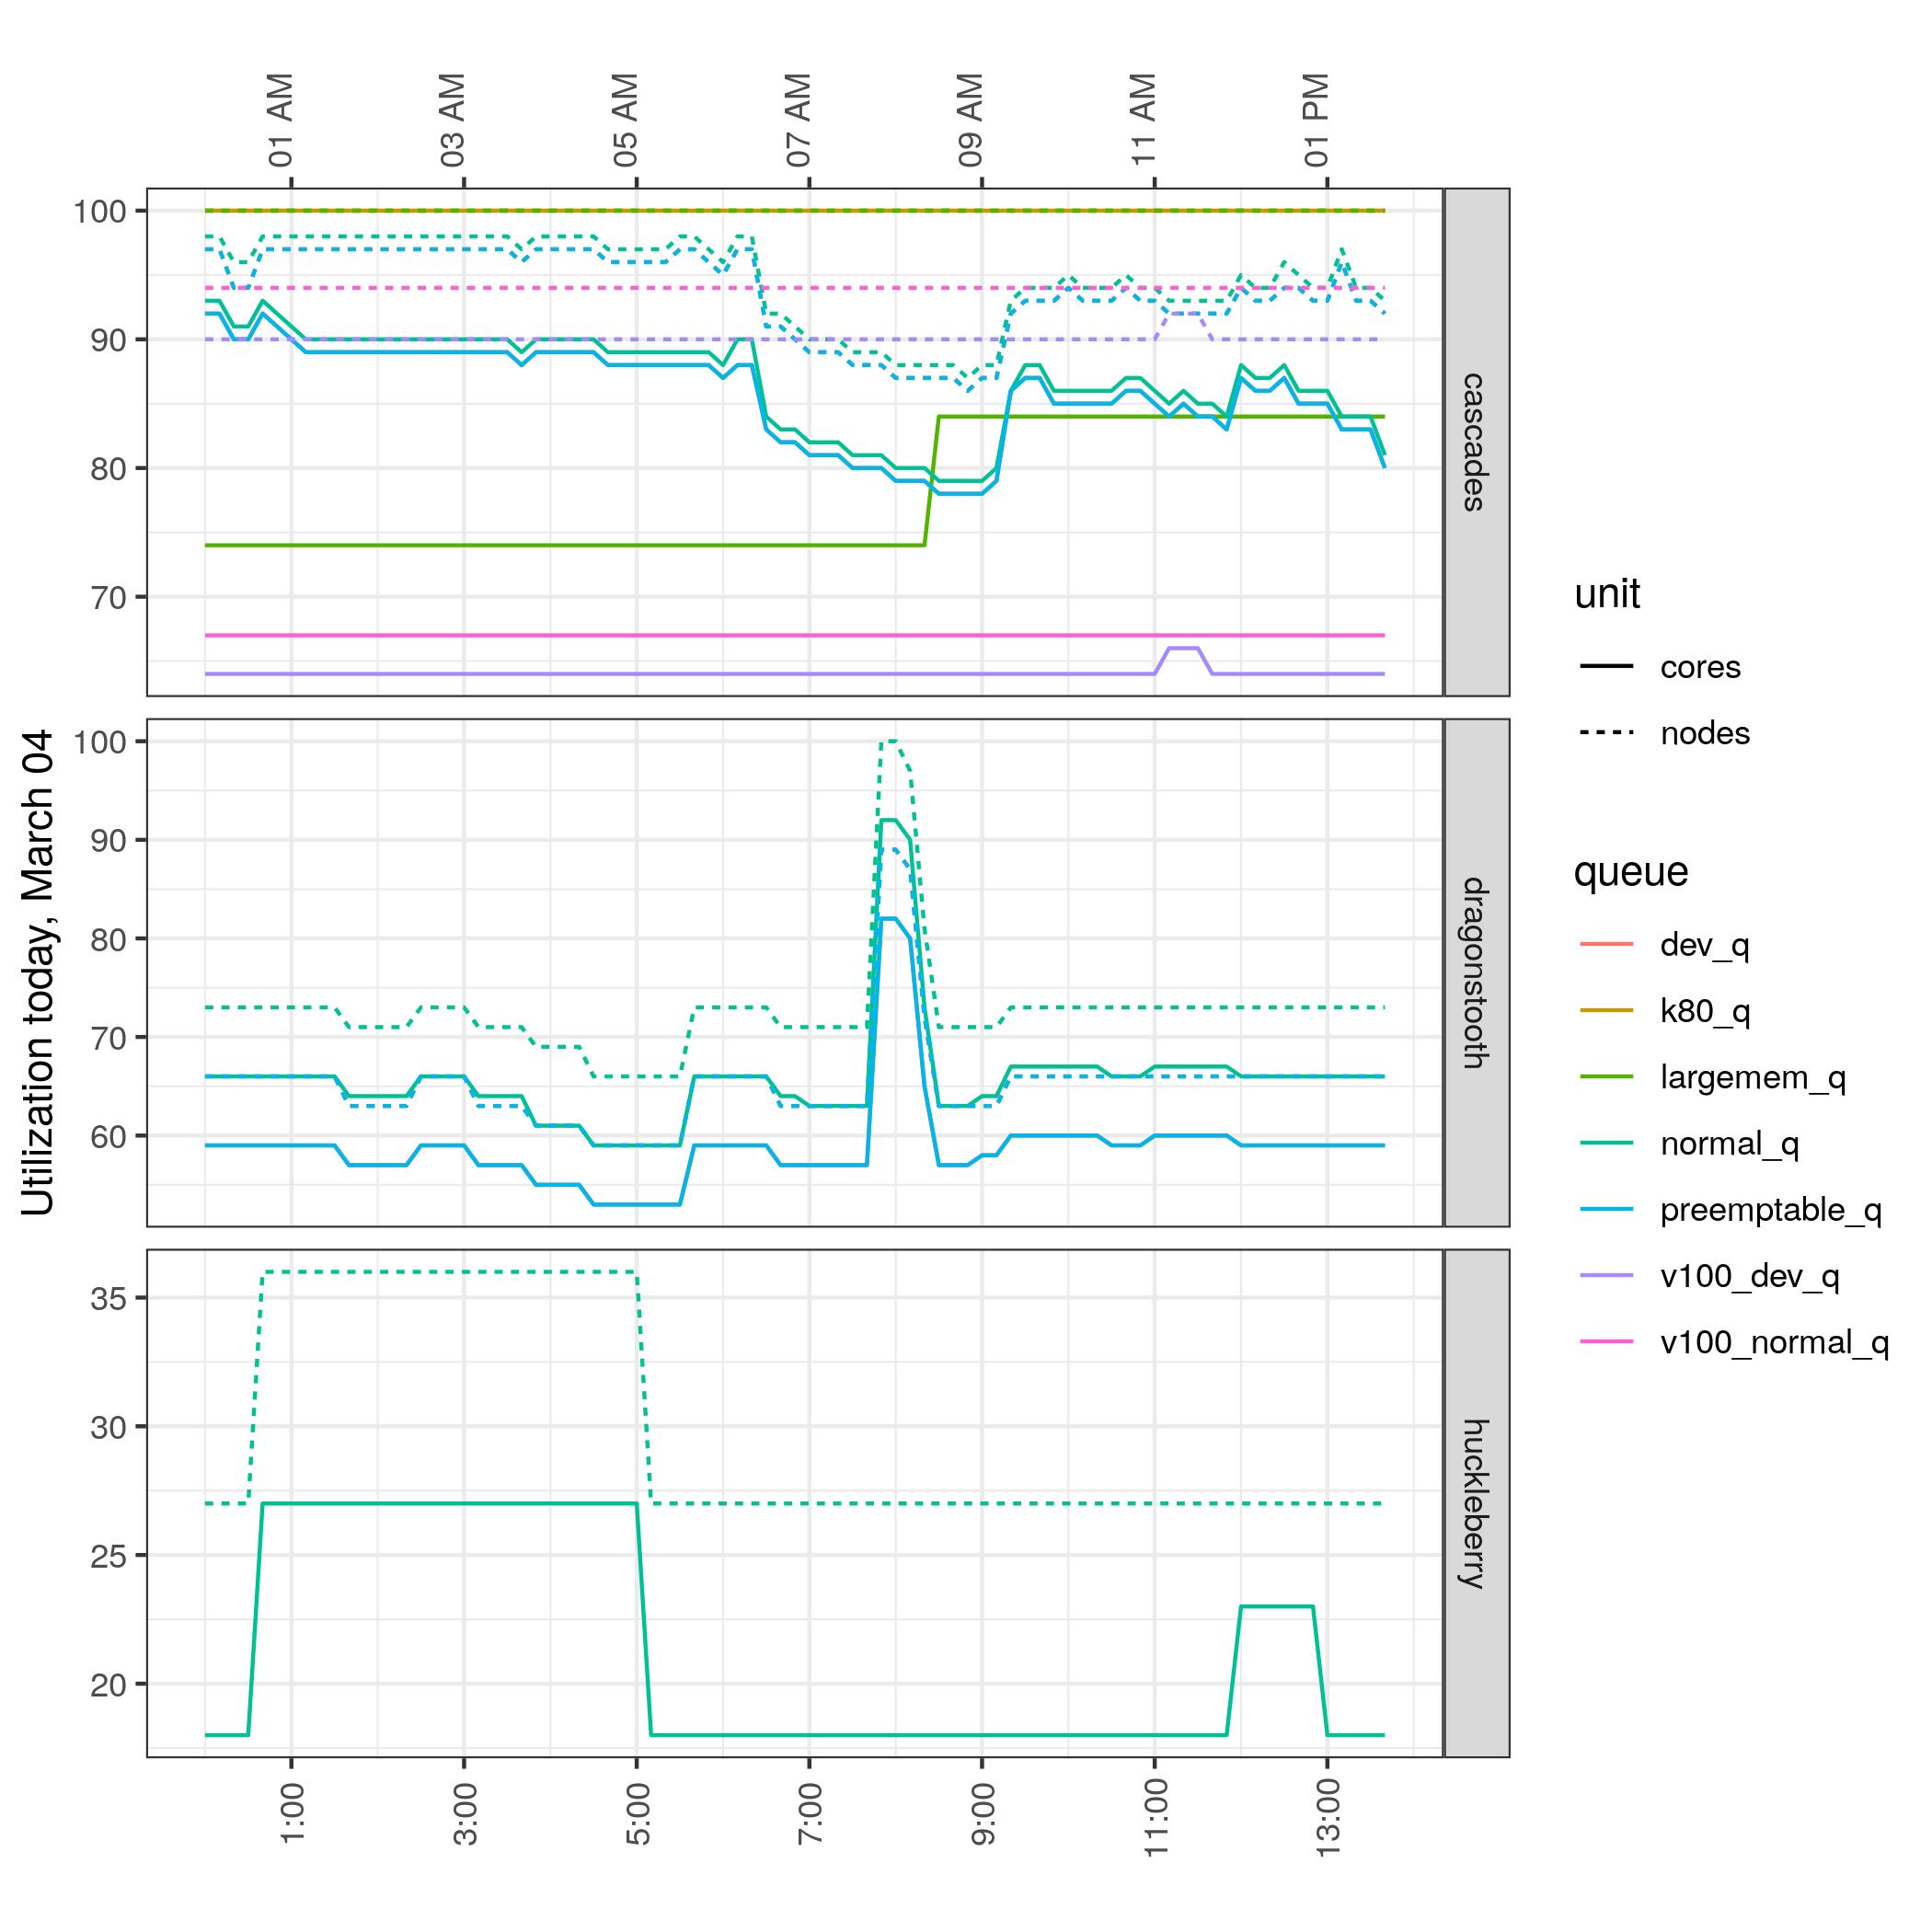 01 AM
03 AM
05 AM
07 AM
09 AM
11 AM
01 PM
Utilization today, March 04
100
90
80
70
cascades
100
90
80
70
60
dragonstooth
35
30
25
20
huckleberry
1:00
3:00
5:00
7:00
9:00
11:00
13:00
unit
cores
nodes
queue
dev_q
k80_q
largemem_q
normal_q
preemptable_q
v100_dev_q
v100_normal_q